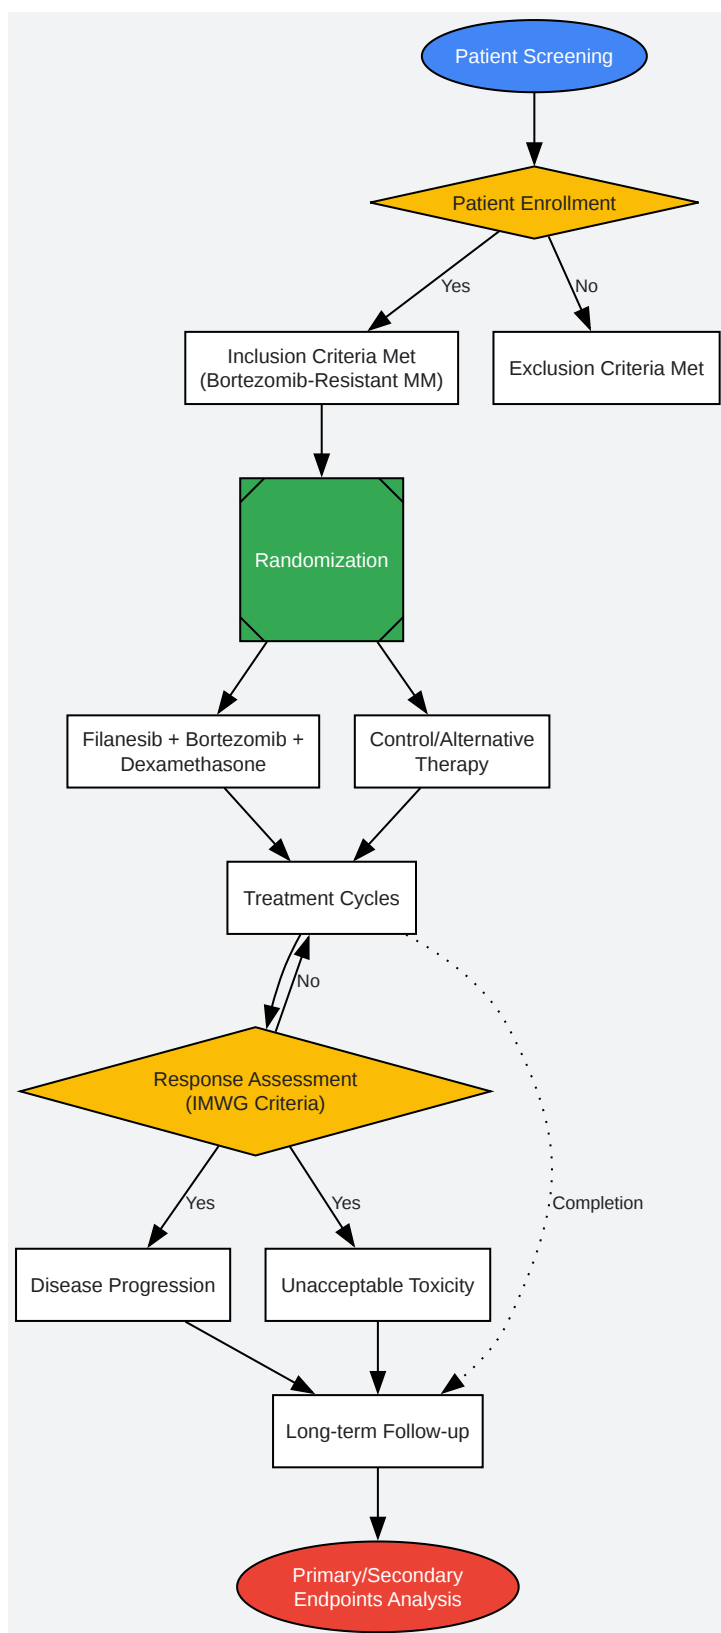 Patient Screening
Patient Enrollment
Yes
No
Inclusion Criteria Met
(Bortezomib-Resistant MM)
Exclusion Criteria Met
Randomization
Filanesib + Bortezomib +
Dexamethasone
Control/Alternative
Therapy
Treatment Cycles
No
Response Assessment
(IMWG Criteria)
Yes
Yes
Completion
Disease Progression
Unacceptable Toxicity
Long-term Follow-up
Primary/Secondary
Endpoints Analysis